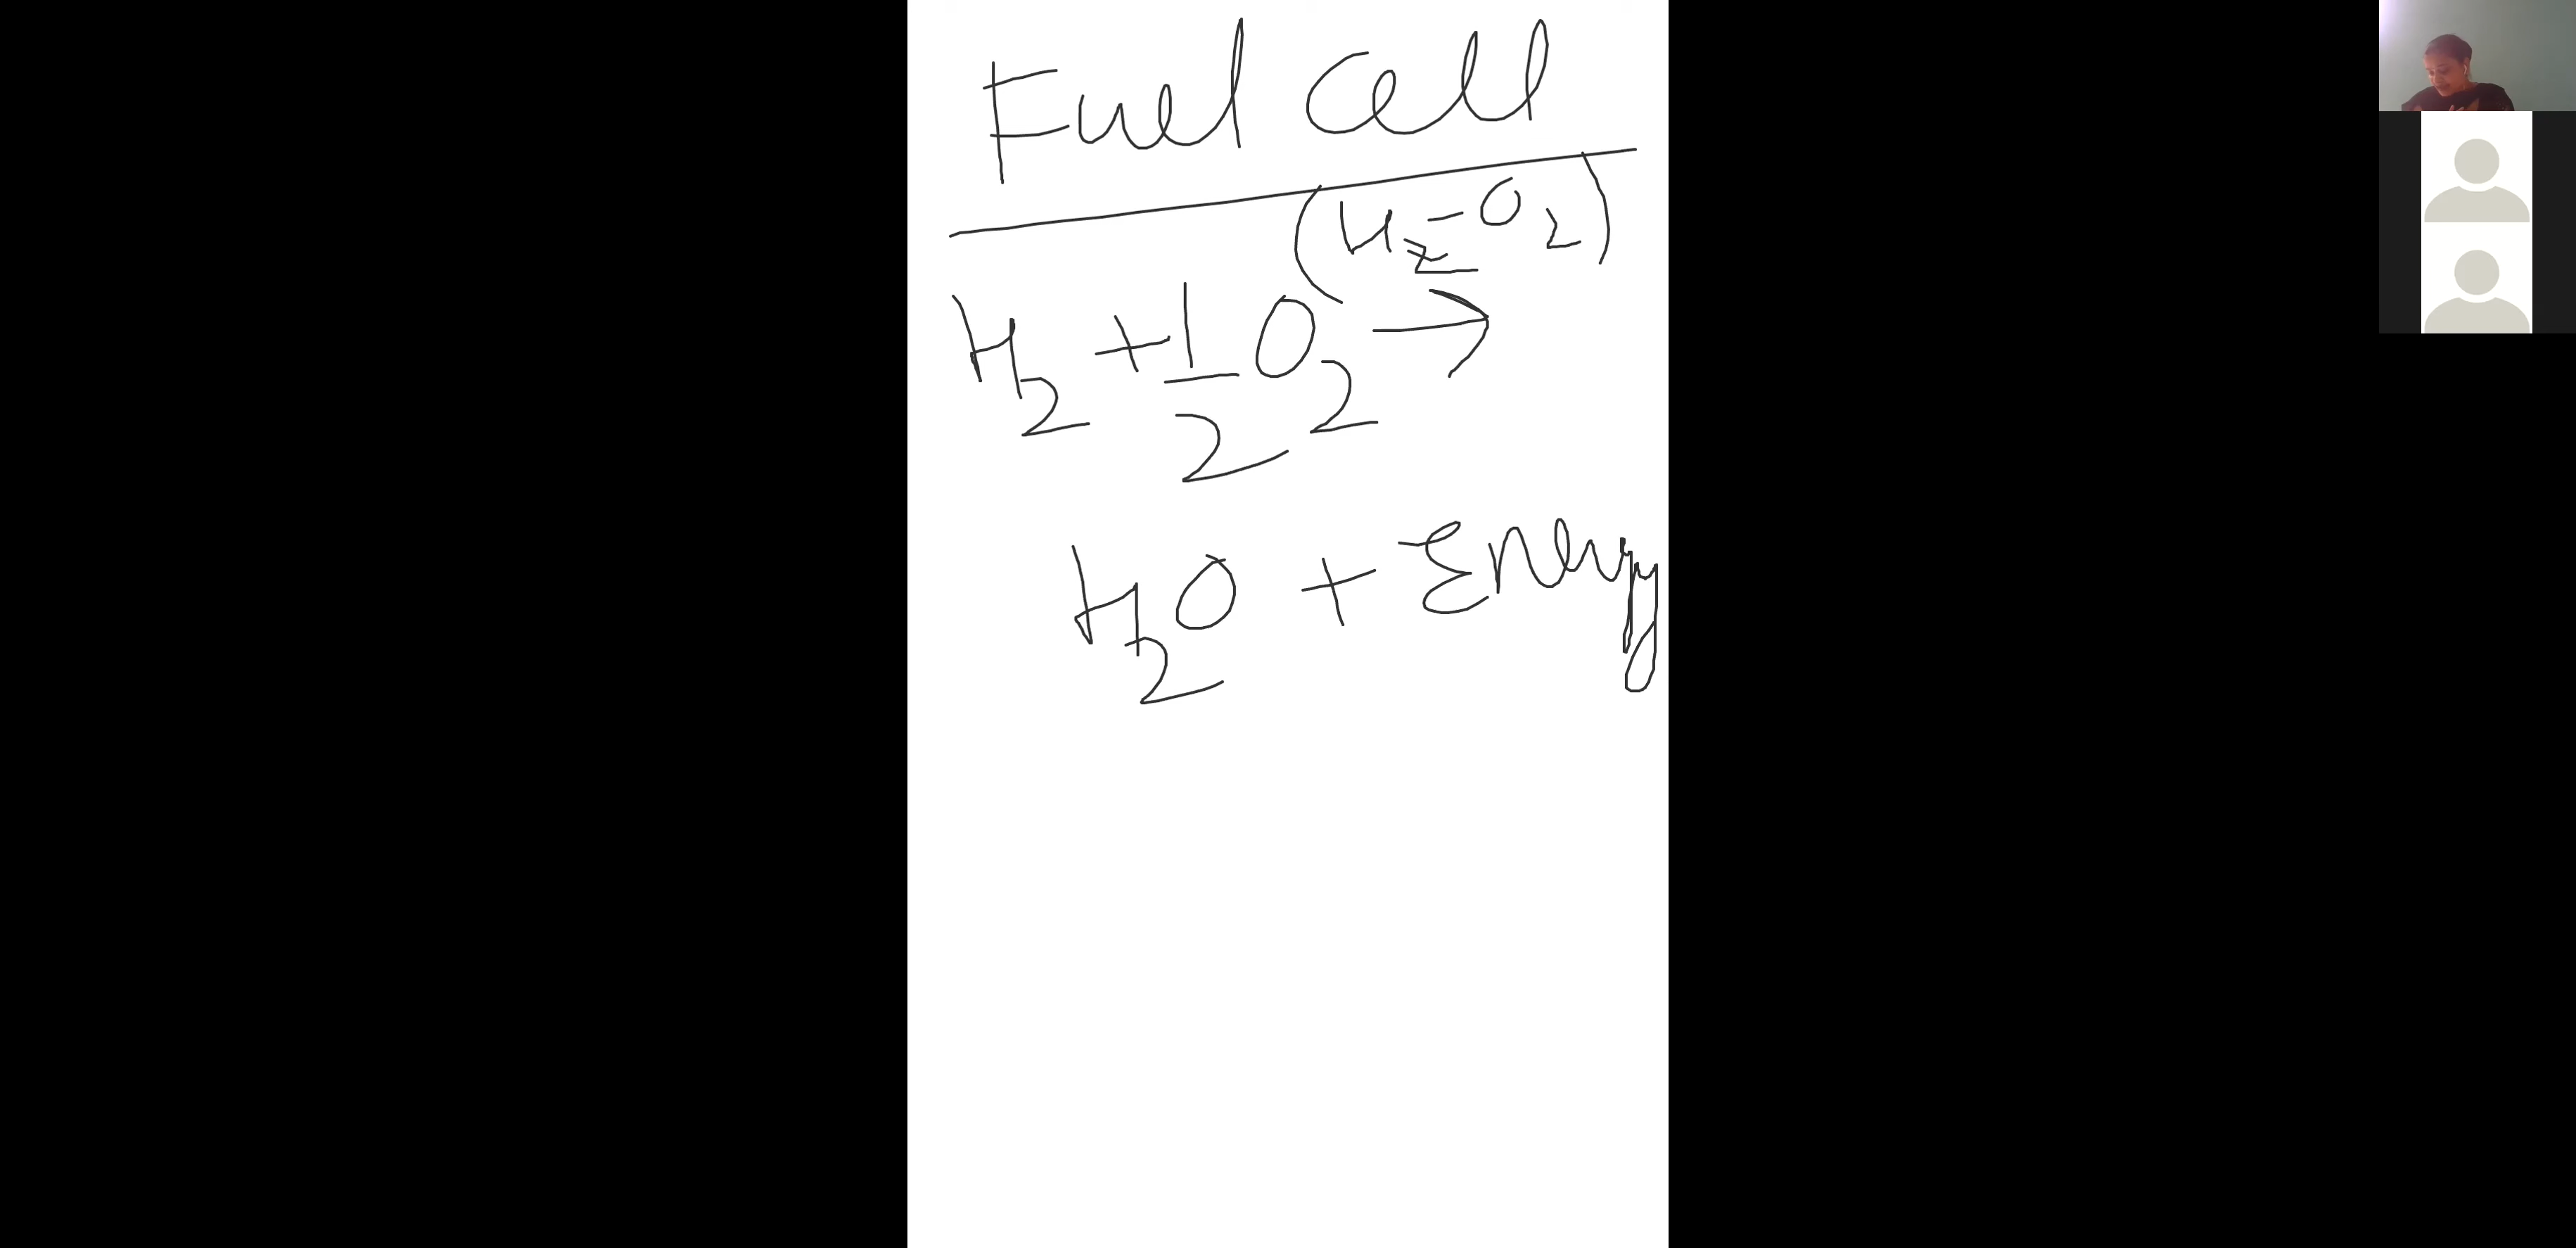 Fuel Cell
(H₂-O₂)
H₂ + 1/2 O₂ →
H₂O + Energy